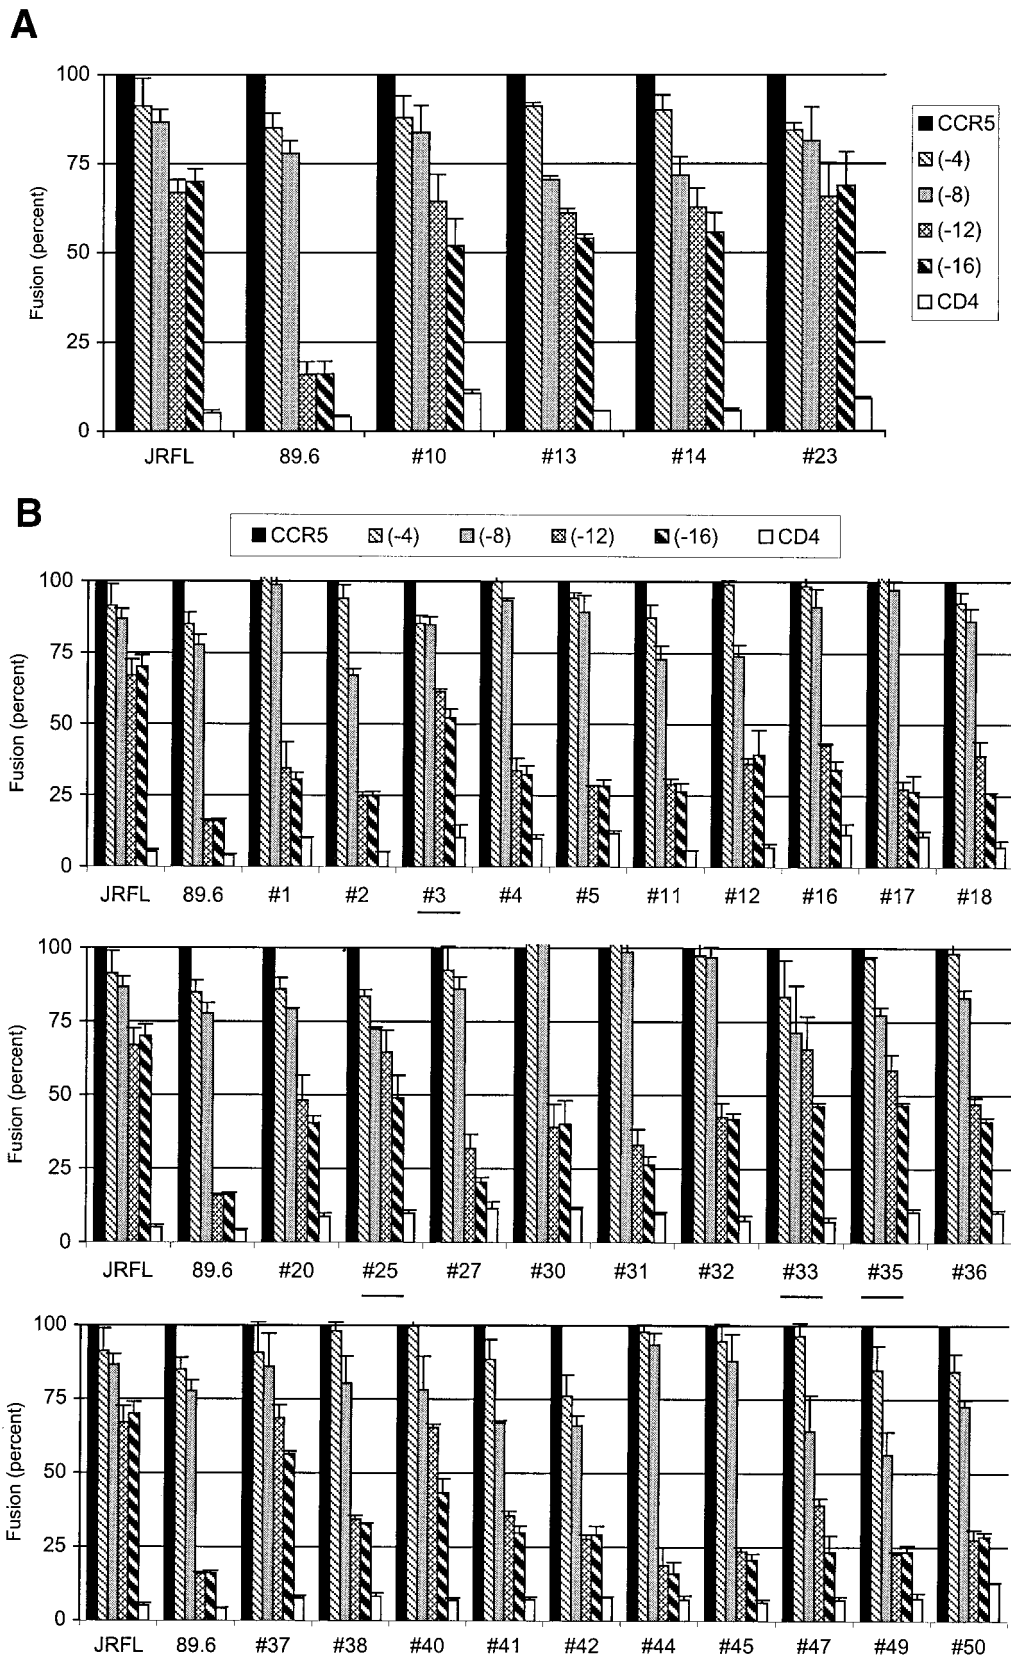 A
100
75
50
25
0
Fusion (percent)
JRFL 89.6 #10 #13 #14 #23
CCR5
(-4)
(-8)
(-12)
(-16)
CD4
B
CCR5 (-4) (-8) (-12) (-16) CD4
100
75
50
25
0
Fusion (percent)
JRFL 89.6 #1 #2 #3 #4 #5 #11 #12 #16 #17 #18
100
75
50
25
0
Fusion (percent)
JRFL 89.6 #20 #25 #27 #30 #31 #32 #33 #35 #36
100
75
50
25
0
Fusion (percent)
JRFL 89.6 #37 #38 #40 #41 #42 #44 #45 #47 #49 #50